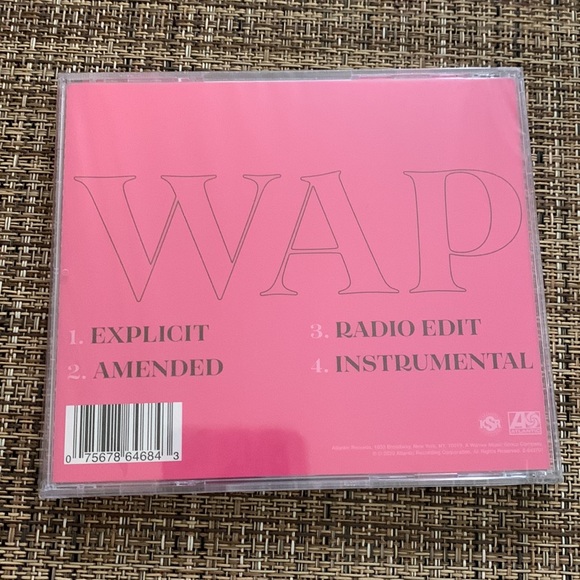 WAP
1. EXPLICIT
2. AMENDED
3. RADIO EDIT
4. INSTRUMENTAL
0 75678 64684 3